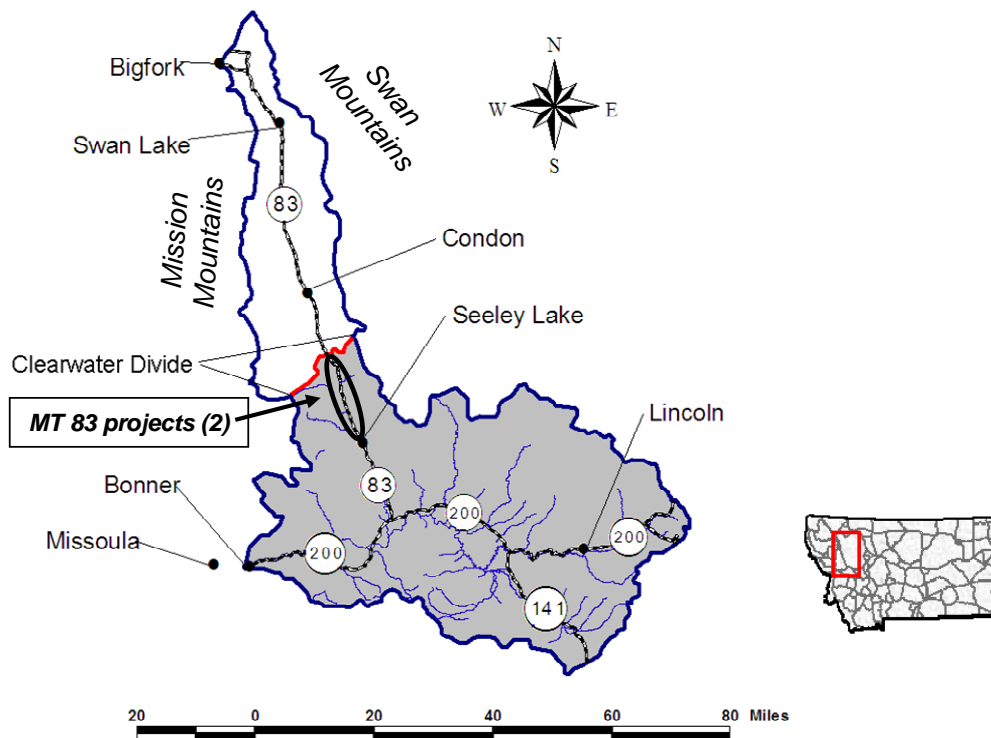 N
Bigfork
Swan
Mountains
W
E
Swan Lake
S
Mission
Mountains
83
Condon
Seeley Lake
Clearwater Divide
MT 83 projects (2)
Lincoln
Bonner
83
200
200
Missoula
200
141
20
0
20
40
60
80
Miles